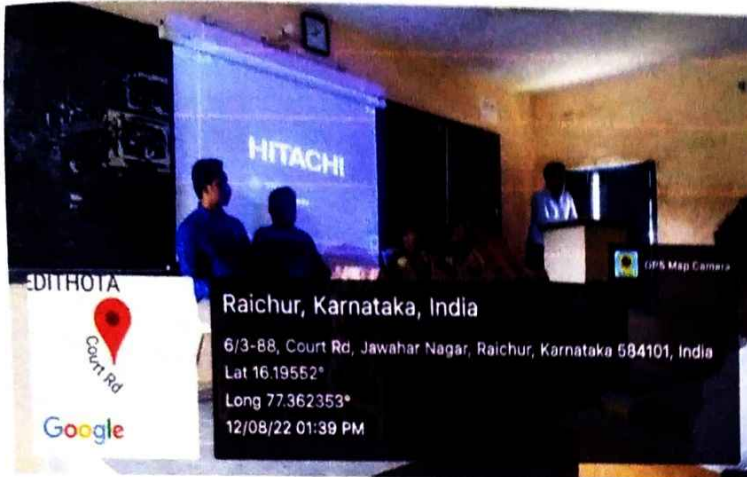 HITACHI
GPS Map Camera
EDITHOTA
Court Rd
Google
Raichur, Karnataka, India
6/3-88, Court Rd, Jawahar Nagar, Raichur, Karnataka 584101, India
Lat 16.19552°
Long 77.362353°
12/08/22 01:39 PM